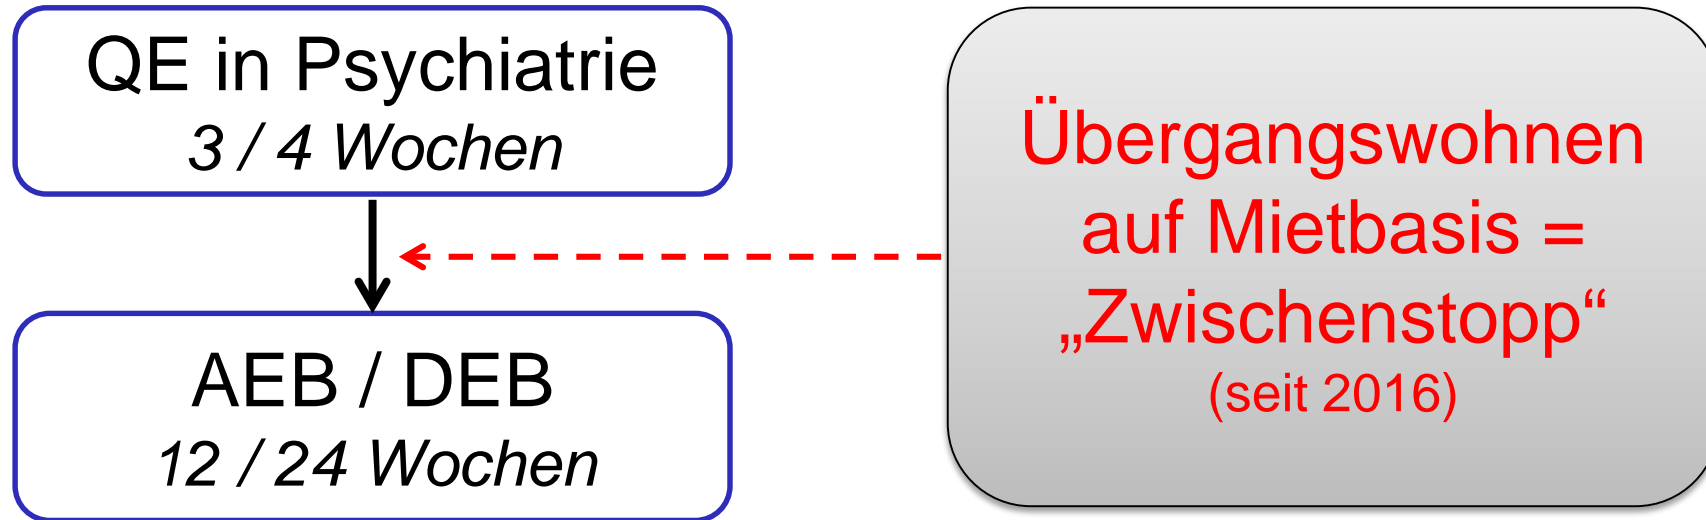 QE in Psychiatrie
3 / 4 Wochen
AEB / DEB
12 / 24 Wochen
Übergangswohnen
auf Mietbasis =
„Zwischenstopp“
(seit 2016)